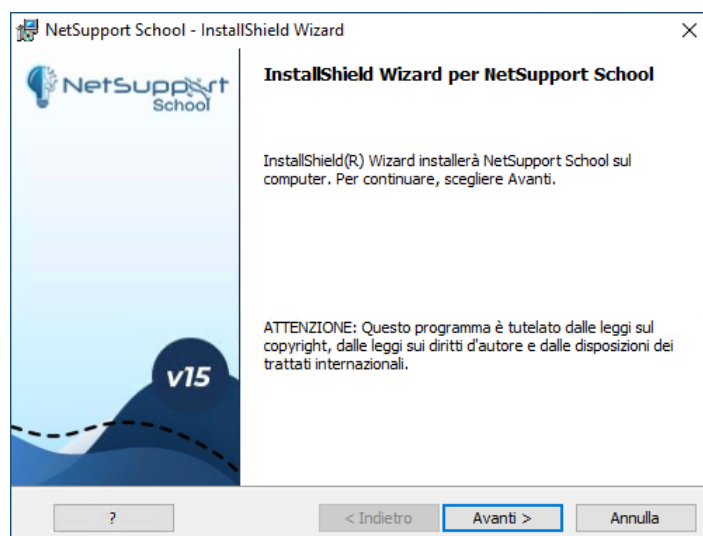 NetSupport School - InstallShield Wizard
NetSupport
School
InstallShield Wizard per NetSupport School
InstallShield(R) Wizard installerà NetSupport School sul
computer. Per continuare, scegliere Avanti.
ATTENZIONE: Questo programma è tutelato dalle leggi sul
copyright, dalle leggi sui diritti d'autore e dalle disposizioni dei
trattati internazionali.
v15
?
< Indietro
Avanti >
Annulla